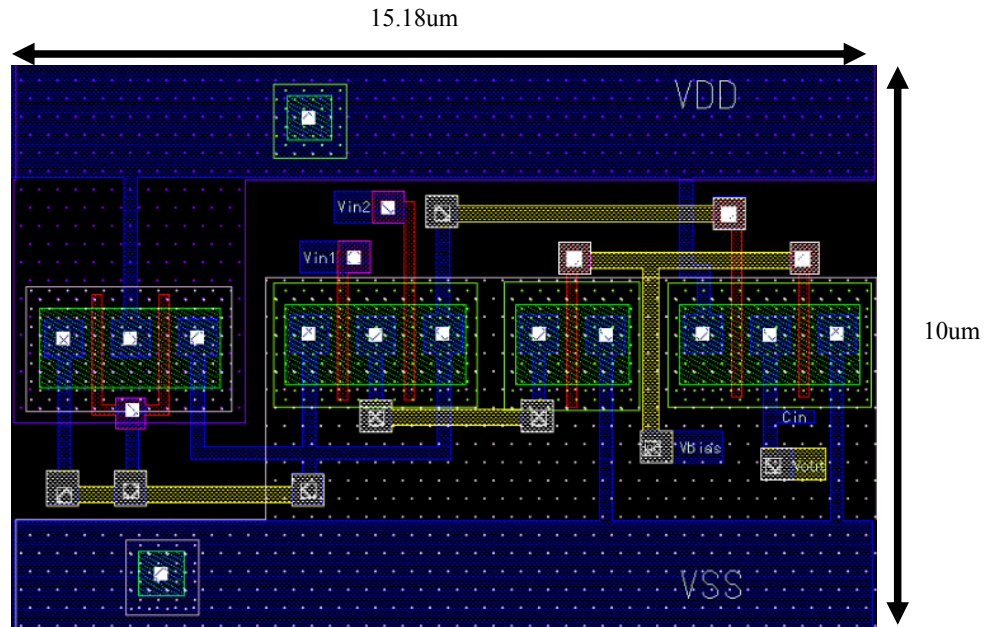 15.18um
VDD
Vin2
Vin1
10um
Cin
VBias
Vout
VSS